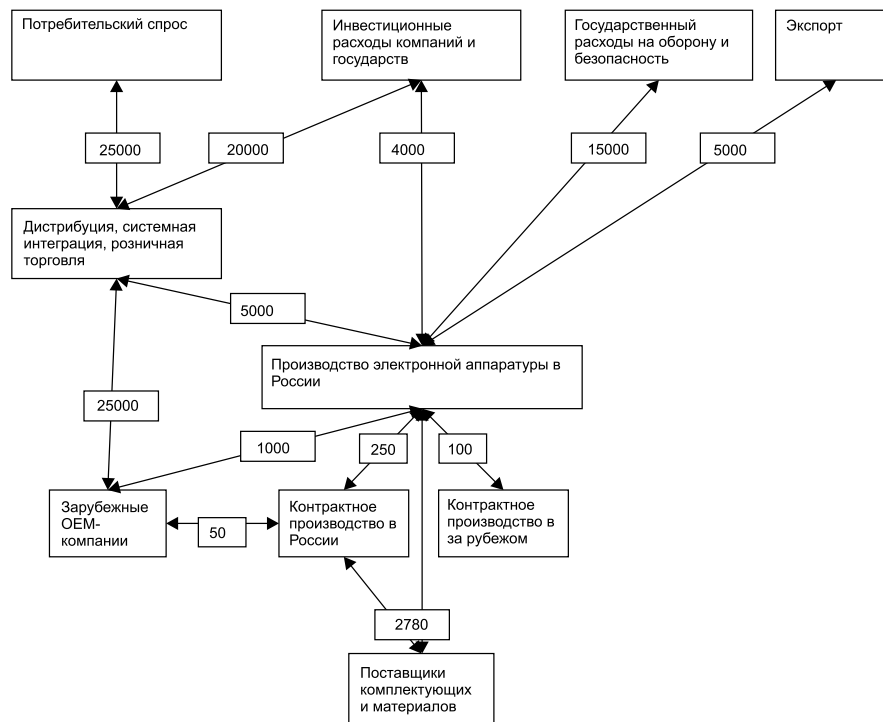 Потребительский спрос
Инвестиционные
расходы компаний и
государств
Государственный
расходы на оборону и
безопасность
Экспорт
25000
20000
4000
15000
5000
Дистрибуция, системная
интеграция, розничная
торговля
5000
Производство электронной аппаратуры в
России
25000
1000
250
100
Зарубежные
OEM-
компании
50
Контрактное
производство в
России
Контрактное
производство в
за рубежом
2780
Поставщики
комплектующих
и материалов